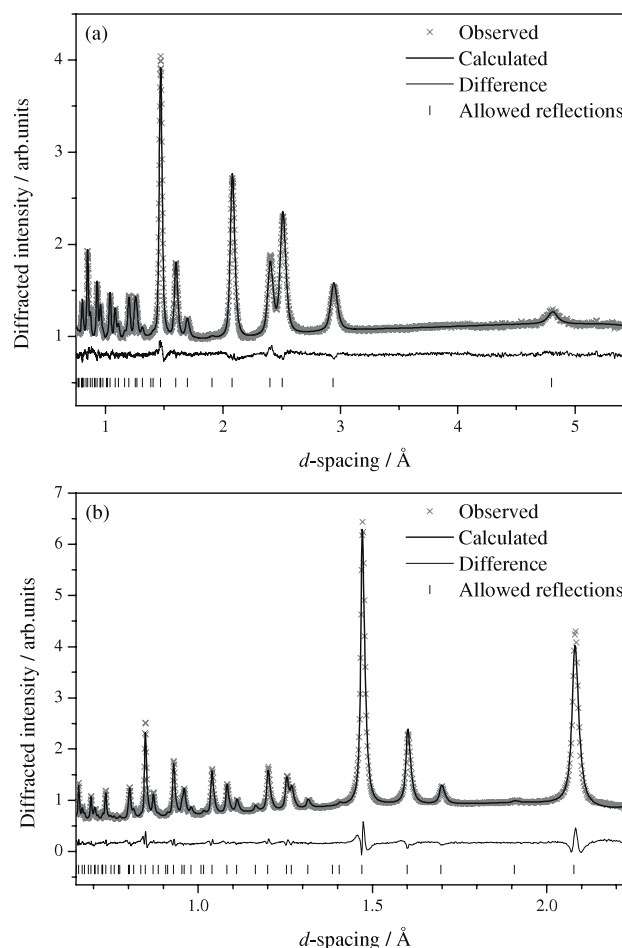 (a)
Observed
Calculated
Difference
Allowed reflections
Diffracted intensity / arb.units
4
3
2
1
1 2 3 4 5
d-spacing / Å
(b)
Observed
Calculated
Difference
Allowed reflections
Diffracted intensity / arb.units
7
6
5
4
3
2
1
0
1.0 1.5 2.0
d-spacing / Å